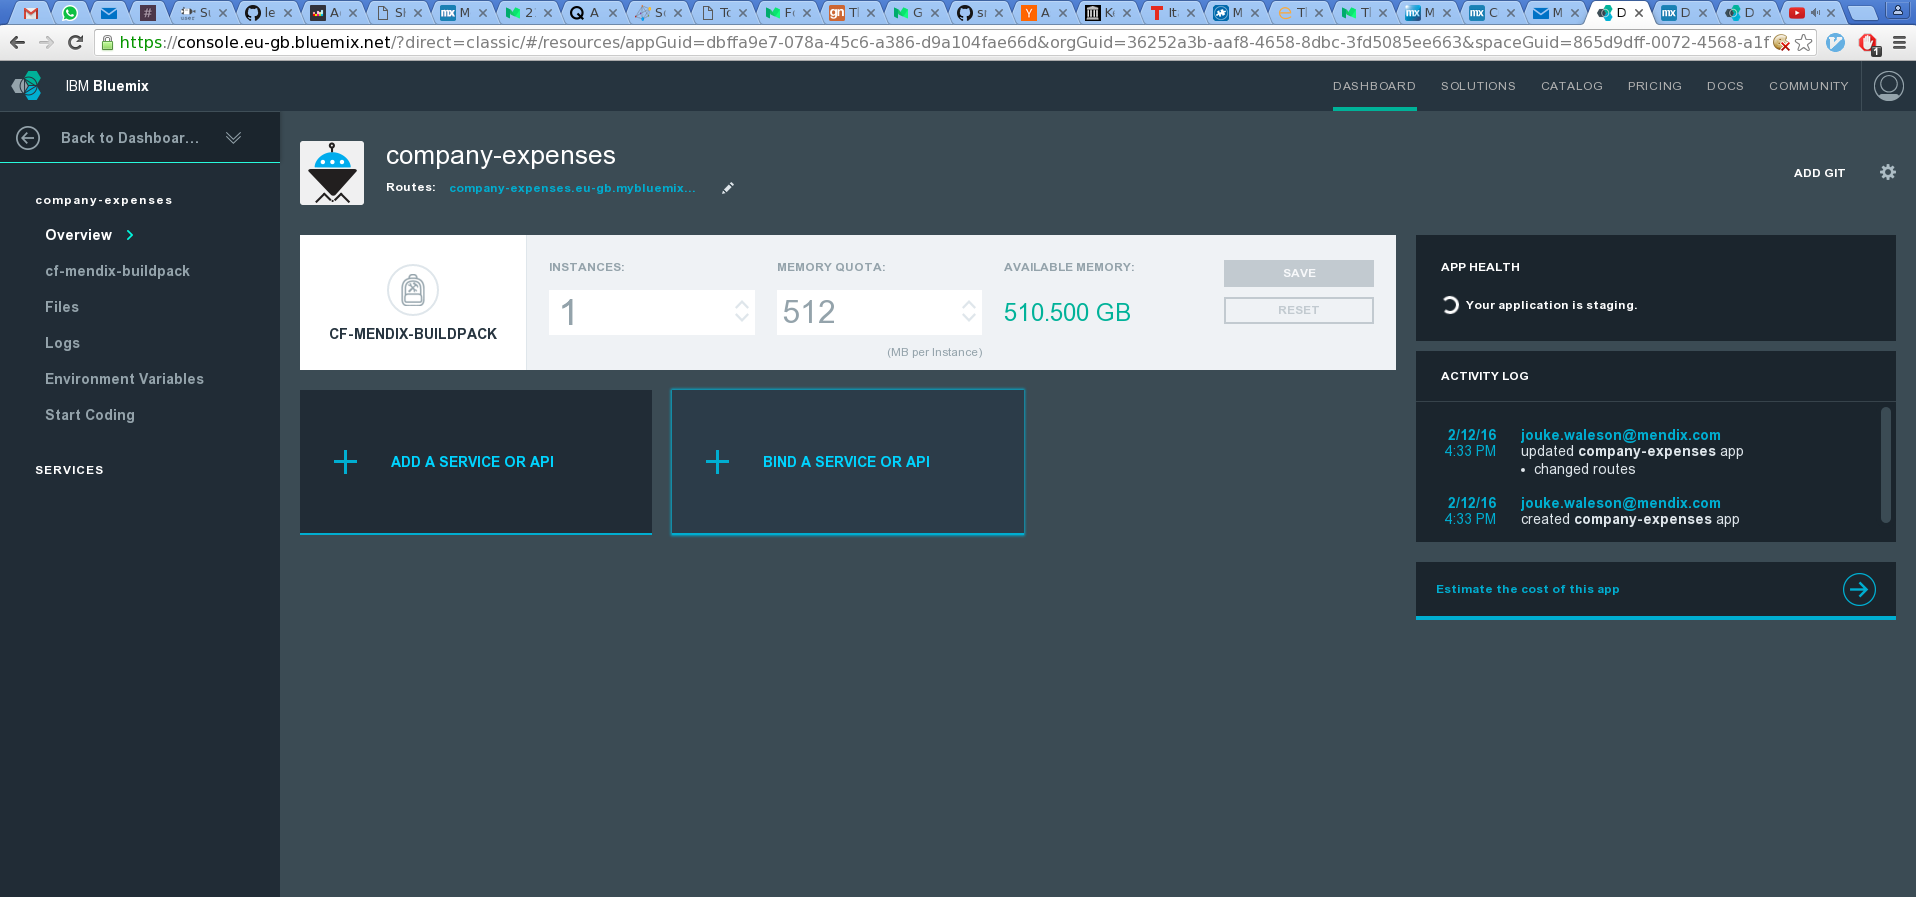 https://console.eu-gb.bluemix.net/?direct=classic/#/resources/appGuid=dbffa9e7-078a-45c6-a386-d9a104fae66d&orgGuid=36252a3b-aaf8-4658-8dbc-3fd5085ee663&spaceGuid=865d9dff-0072-4568-a1f
IBM Bluemix
DASHBOARD SOLUTIONS CATALOG PRICING DOCS COMMUNITY
Back to Dashboar...
company-expenses
Overview
cf-mendix-buildpack
Files
Logs
Environment Variables
Start Coding
SERVICES
company-expenses
Routes: company-expenses.eu-gb.mybluemix...
ADD GIT
CF-MENDIX-BUILDPACK
INSTANCES:
1
MEMORY QUOTA:
512
(MB per Instance)
AVAILABLE MEMORY:
510.500 GB
SAVE
RESET
ADD A SERVICE OR API
BIND A SERVICE OR API
APP HEALTH
Your application is staging.
ACTIVITY LOG
2/12/16 jouke.waleson@mendix.com
4:33 PM updated company-expenses app
• changed routes
2/12/16 jouke.waleson@mendix.com
4:33 PM created company-expenses app
Estimate the cost of this app